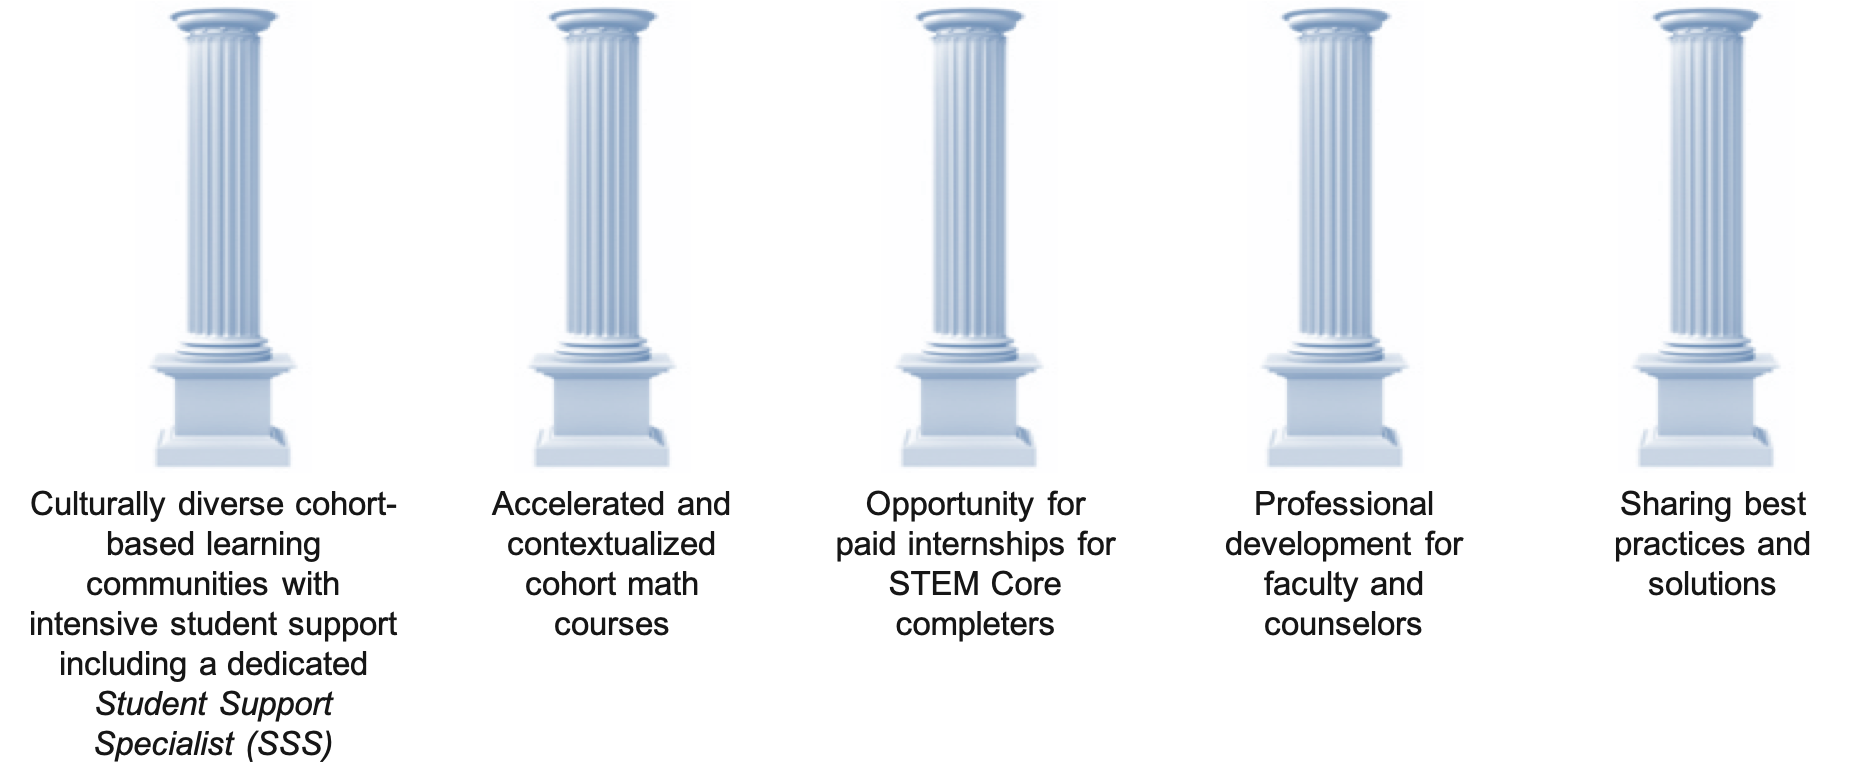 Culturally diverse cohort-
based learning
communities with
intensive student support
including a dedicated
Student Support
Specialist (SSS)
Accelerated and
contextualized
cohort math
courses
Opportunity for
paid internships for
STEM Core
completers
Professional
development for
faculty and
counselors
Sharing best
practices and
solutions